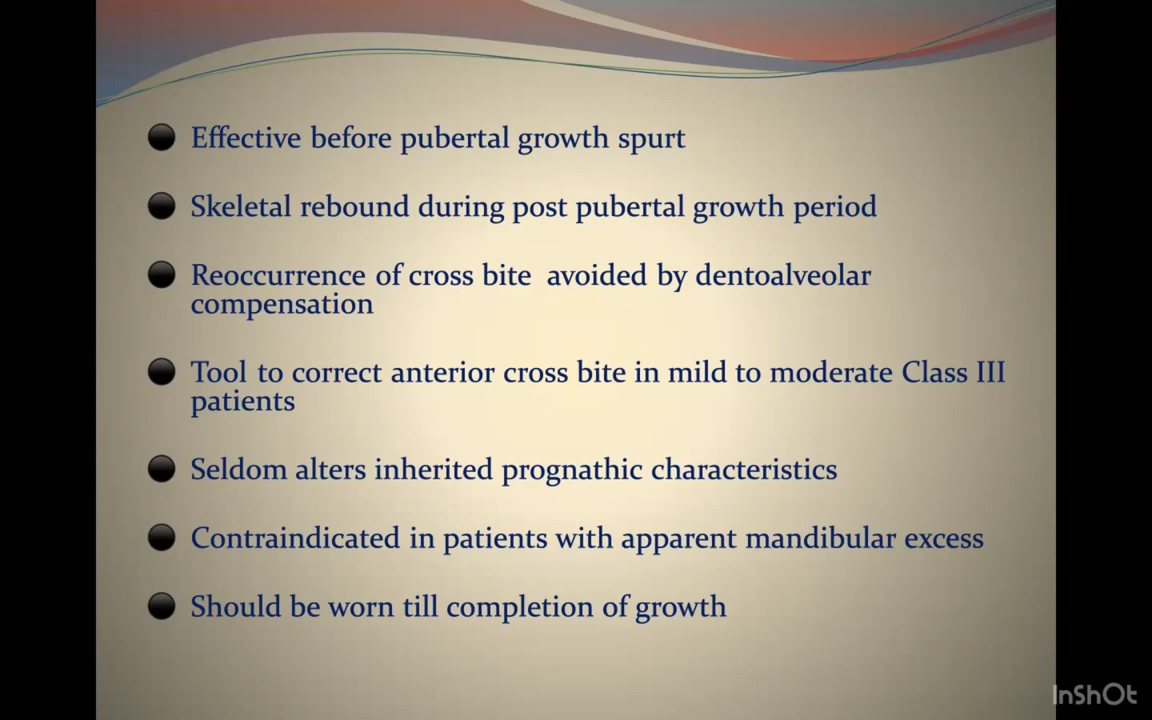 Effective before pubertal growth spurt
Skeletal rebound during post pubertal growth period
Reoccurrence of cross bite avoided by dentoalveolar
compensation
Tool to correct anterior cross bite in mild to moderate Class III
patients
Seldom alters inherited prognathic characteristics
Contraindicated in patients with apparent mandibular excess
Should be worn till completion of growth
InShOt